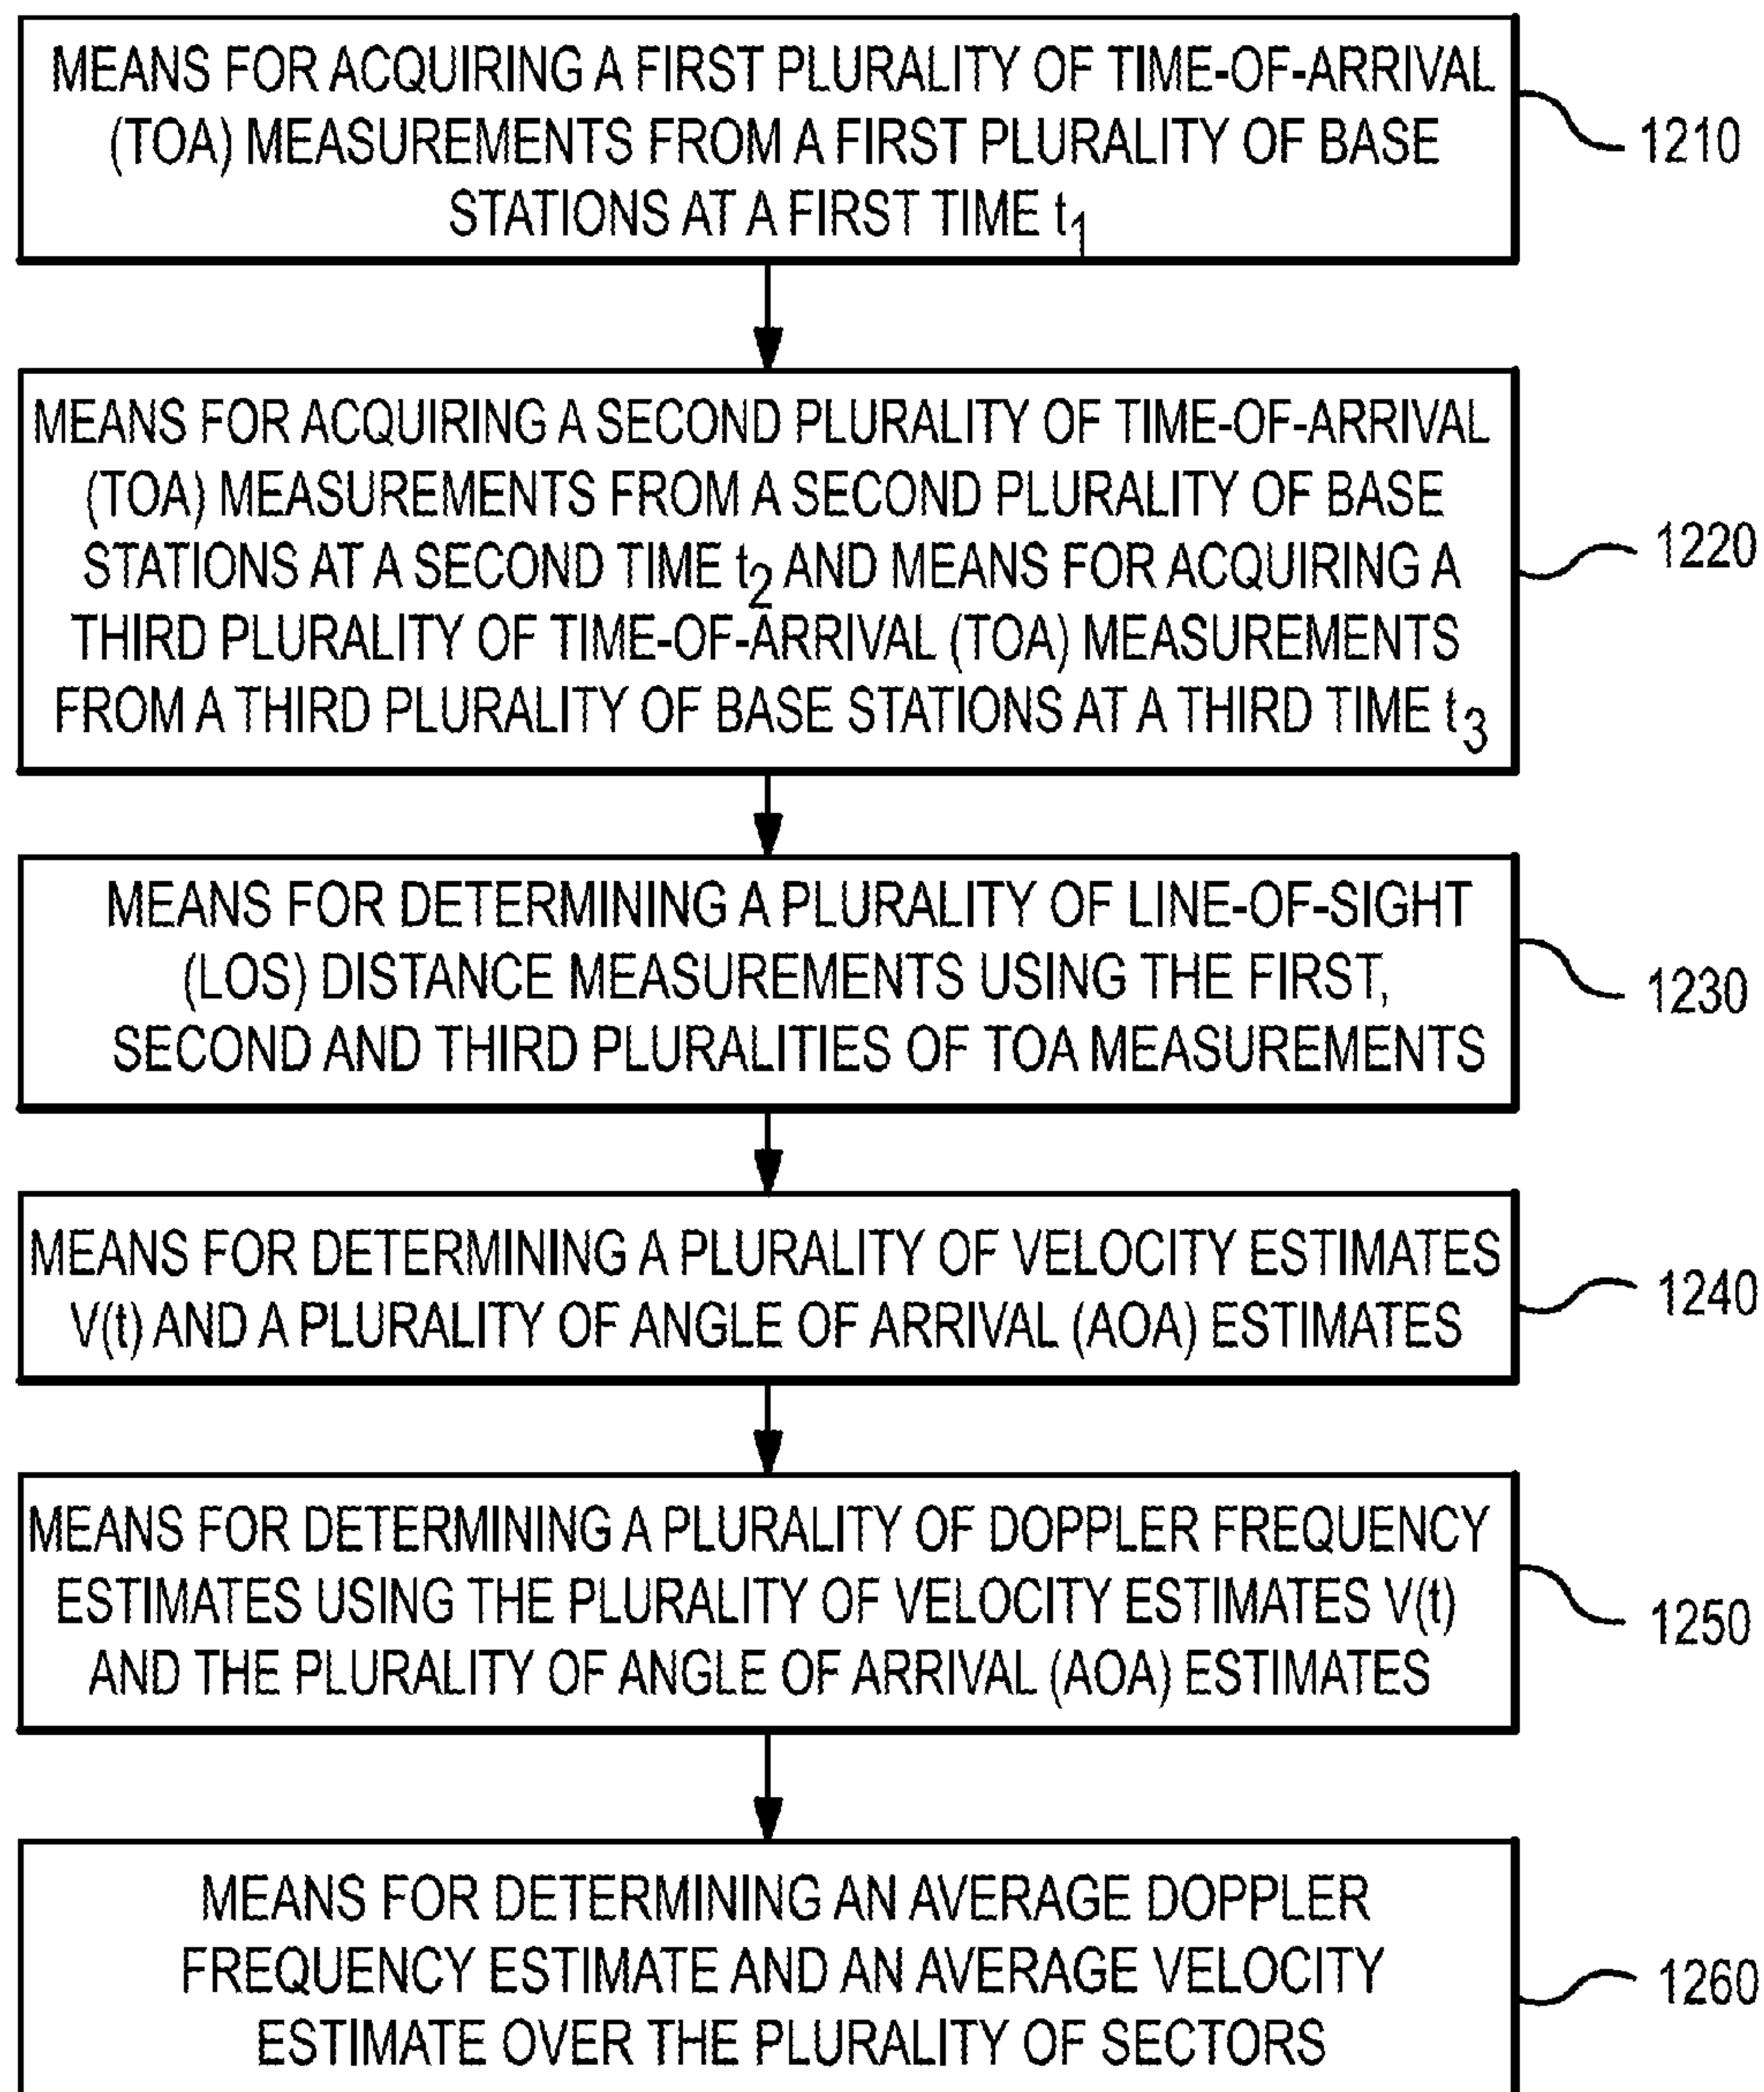 MEANS FOR ACQUIRING A FIRST PLURALITY OF TIME-OF-ARRIVAL
(TOA) MEASUREMENTS FROM A FIRST PLURALITY OF BASE
STATIONS AT A FIRST TIME t1
1210
MEANS FOR ACQUIRING A SECOND PLURALITY OF TIME-OF-ARRIVAL
(TOA) MEASUREMENTS FROM A SECOND PLURALITY OF BASE
STATIONS AT A SECOND TIME t2 AND MEANS FOR ACQUIRING A
THIRD PLURALITY OF TIME-OF-ARRIVAL (TOA) MEASUREMENTS
FROM A THIRD PLURALITY OF BASE STATIONS AT A THIRD TIME t3
1220
MEANS FOR DETERMINING A PLURALITY OF LINE-OF-SIGHT
(LOS) DISTANCE MEASUREMENTS USING THE FIRST,
SECOND AND THIRD PLURALITIES OF TOA MEASUREMENTS
1230
MEANS FOR DETERMINING A PLURALITY OF VELOCITY ESTIMATES
V(t) AND A PLURALITY OF ANGLE OF ARRIVAL (AOA) ESTIMATES
1240
MEANS FOR DETERMINING A PLURALITY OF DOPPLER FREQUENCY
ESTIMATES USING THE PLURALITY OF VELOCITY ESTIMATES V(t)
AND THE PLURALITY OF ANGLE OF ARRIVAL (AOA) ESTIMATES
1250
MEANS FOR DETERMINING AN AVERAGE DOPPLER
FREQUENCY ESTIMATE AND AN AVERAGE VELOCITY
ESTIMATE OVER THE PLURALITY OF SECTORS
1260